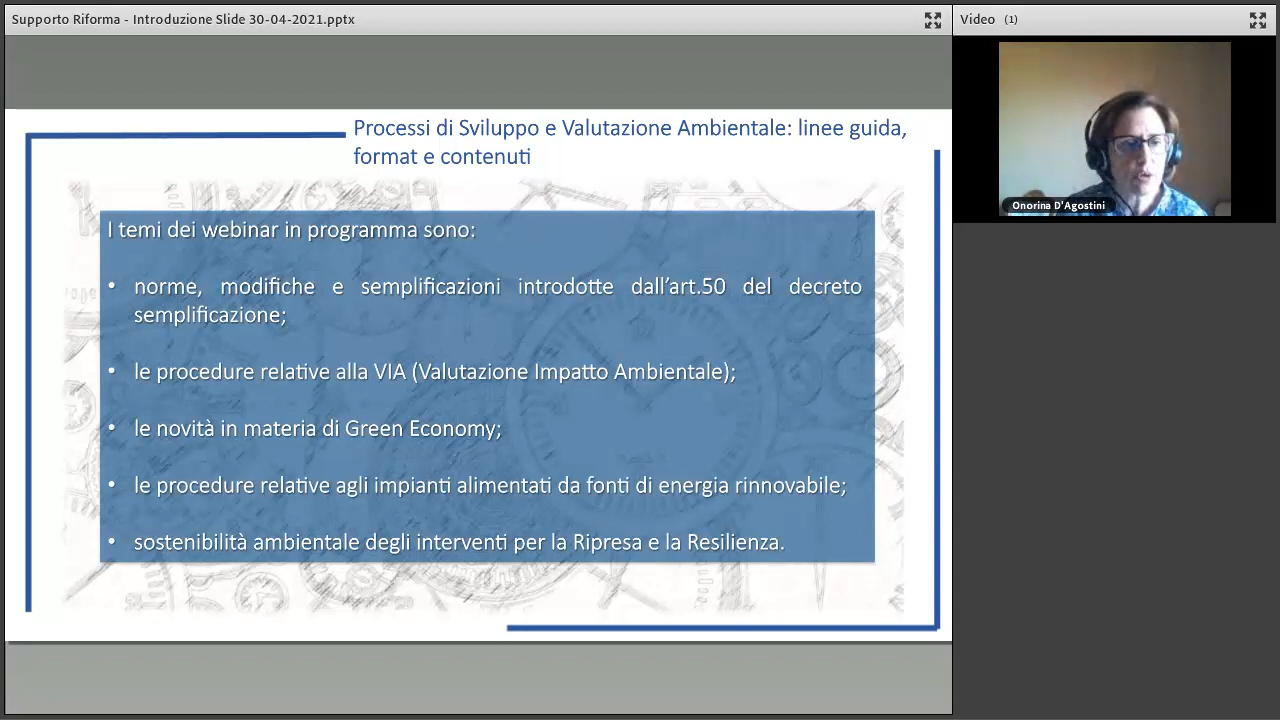 Supporto Riforma - Introduzione Slide 30-04-2021.pptx
Video (1)
Onorina D'Agostini
Processi di Sviluppo e Valutazione Ambientale: linee guida,
format e contenuti
I temi dei webinar in programma sono:
• norme, modifiche e semplificazioni introdotte dall'art.50 del decreto
semplificazione;
• le procedure relative alla VIA (Valutazione Impatto Ambientale);
• le novità in materia di Green Economy;
• le procedure relative agli impianti alimentati da fonti di energia rinnovabile;
• sostenibilità ambientale degli interventi per la Ripresa e la Resilienza.